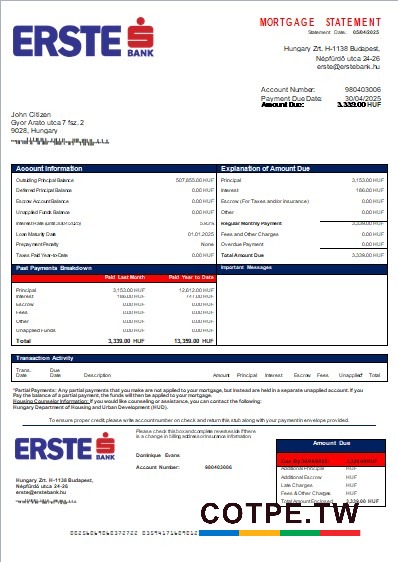 ERSTE
BANK
MORTGAGE STATEMENT
Statement Date: 05/04/2025
Hungary Zrt. H-1138 Budapest,
Népfürdő utca 24-26
erste@erstebank.hu
Account Number: 980403006
Payment Due Date: 30/04/2025
Amount Due: 3,339.00 HUF
John Citizen
Gyor Arato utca 7 fsz. 2
9028, Hungary
Account Information
Outstanding Principal Balance 507,855.00 HUF
Deferred Principal Balance 0.00 HUF
Escrow Account Balance 0.00 HUF
Unapplied Funds Balance 0.00 HUF
Interest Rate
Loan Maturity Date 01.01.2025
Prepayment Penalty None
Taxes Paid Year-to-Date 0.00 HUF
Explanation of Amount Due
Principal 3,153.00 HUF
Interest 186.00 HUF
Escrow (For Taxes and/or Insurance) 0.00 HUF
Other 0.00 HUF
Regular Monthly Payment 3,339.00 HUF
Fees and Other Charges 0.00 HUF
Overdue Payment 0.00 HUF
Total Amount Due 3,339.00 HUF
Past Payments Breakdown
Paid Last Month Paid Year to Date
Principal 3,153.00 HUF 12,612.00 HUF
Interest 186.00 HUF 747.00 HUF
Escrow 0.00 HUF 0.00 HUF
Fees 0.00 HUF 0.00 HUF
Other 0.00 HUF 0.00 HUF
Unapplied Funds 0.00 HUF 0.00 HUF
Total 3,339.00 HUF 13,359.00 HUF
Important Messages
Transaction Activity
Trans. Date Due Date Description Amount Principal Interest Escrow Fees Unapplied* Total
*Partial Payments: Any partial payments that you make are not applied to your mortgage, but instead are held in a separate unapplied account. If you
Pay the balance of a partial payment, the funds will then be applied to your mortgage.
Housing Counselor Information: If you would like counseling or assistance, you can contact the following:
Hungary Department of Housing and Urban Development (HUD).
To ensure proper credit please write account number on check and return this stub along with your payment in envelope provided.
ERSTE
BANK
Please check this box and complete reverse side if there
is a change in billing address or insurance information
Dominique Evans
Account Number: 980403006
Hungary Zrt. H-1138 Budapest,
Népfürdő utca 24-26
erste@erstebank.hu
Amount Due
Additional Principal HUF
Additional Escrow HUF
Late Charges HUF
Fees & Other Charges HUF
Total Amount Enclosed 3,339.00 HUF
COTPE.TW